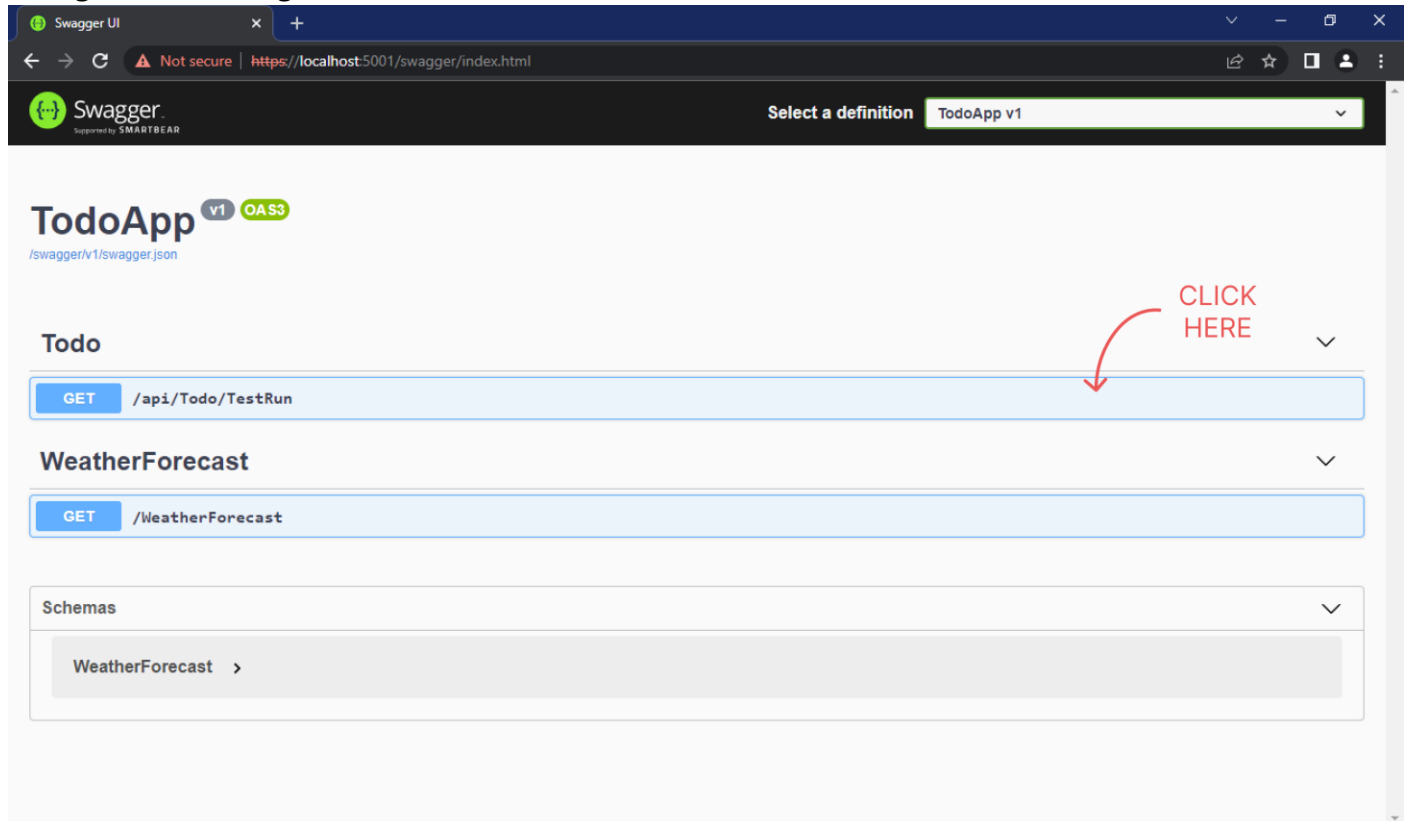 Swagger UI
Not secure | https://localhost:5001/swagger/index.html
Swagger.
Supported by SMARTBEAR
Select a definition
TodoApp v1
TodoApp v1 OAS3
/swagger/v1/swagger.json
CLICK
HERE
Todo
GET /api/Todo/TestRun
WeatherForecast
GET /WeatherForecast
Schemas
WeatherForecast